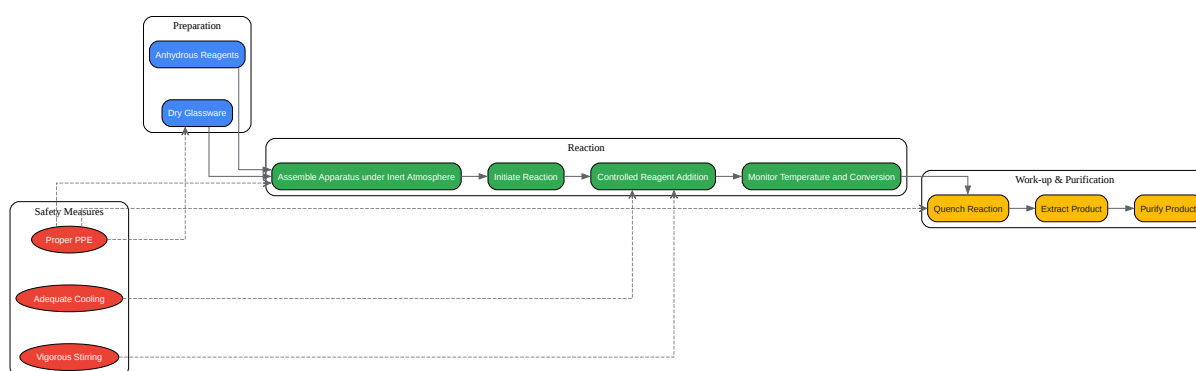 Preparation
Anhydrous Reagents
Dry Glassware
Reaction
Assemble Apparatus under Inert Atmosphere
Initiate Reaction
Controlled Reagent Addition
Monitor Temperature and Conversion
Work-up & Purification
Quench Reaction
Extract Product
Purify Product
Safety Measures
Proper PPE
Adequate Cooling
Vigorous Stirring